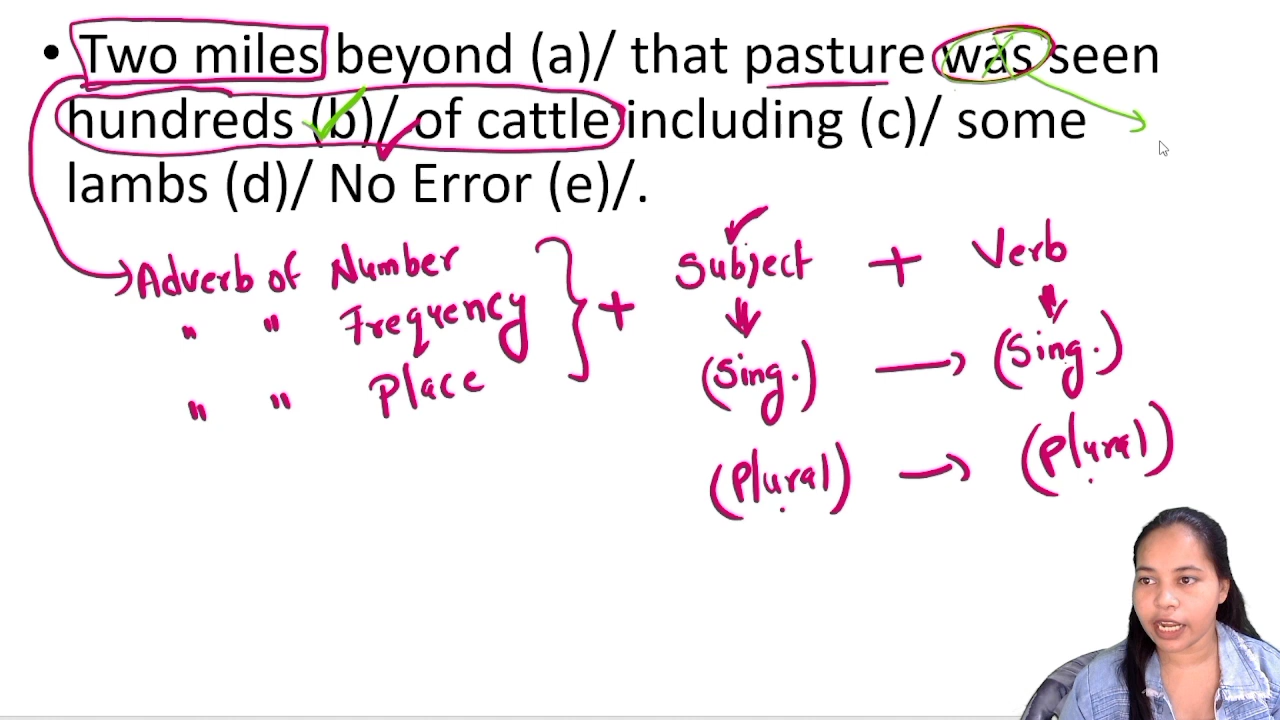 • Two miles beyond (a)/ that pasture was seen
hundreds (b)/ of cattle including (c)/ some
lambs (d)/ No Error (e)/.
Adverb of Number } + Subject + Verb
" " Frequency (Sing.) → (Sing.)
" " Place (Plural) → (Plural)